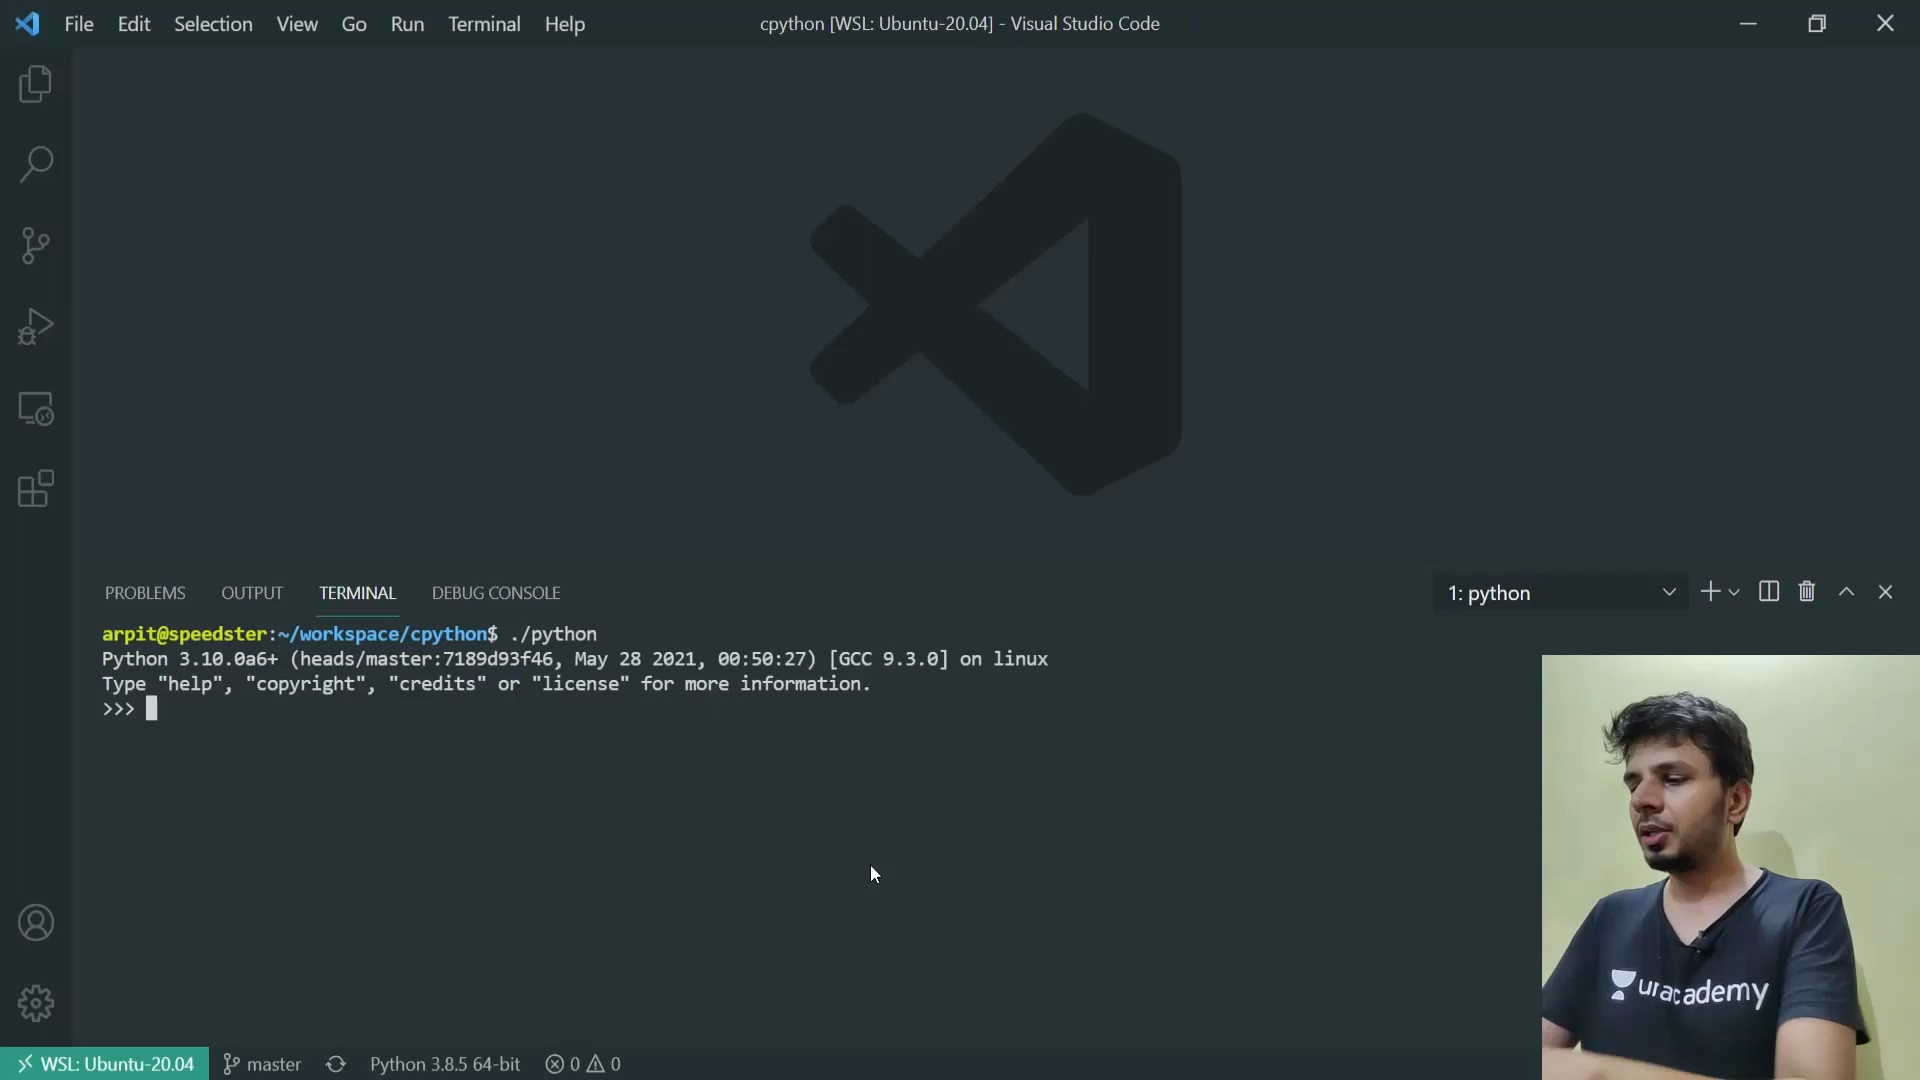 File Edit Selection View Go Run Terminal Help
cpython [WSL: Ubuntu-20.04] - Visual Studio Code
PROBLEMS OUTPUT TERMINAL DEBUG CONSOLE
1: python
arpit@speedster:~/workspace/cpython$ ./python
Python 3.10.0a6+ (heads/master:7189d93f46, May 28 2021, 00:50:27) [GCC 9.3.0] on linux
Type "help", "copyright", "credits" or "license" for more information.
>>>
uracademy
WSL: Ubuntu-20.04 master Python 3.8.5 64-bit 0 0